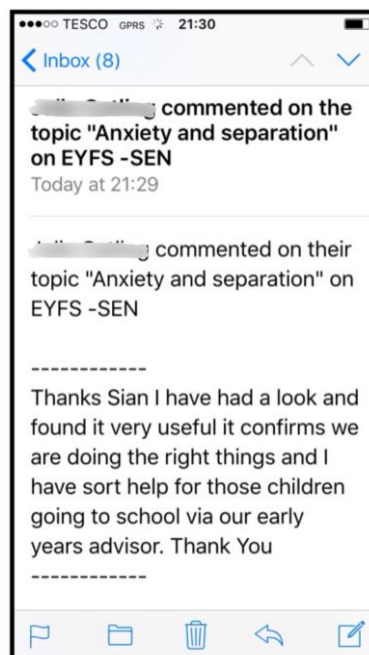 TESCO GPRS 21:30
Inbox (8)
commented on the
topic "Anxiety and separation"
on EYFS -SEN
Today at 21:29
commented on their
topic "Anxiety and separation" on
EYFS -SEN
------------
Thanks Sian I have had a look and
found it very useful it confirms we
are doing the right things and I
have sort help for those children
going to school via our early
years advisor. Thank You
------------